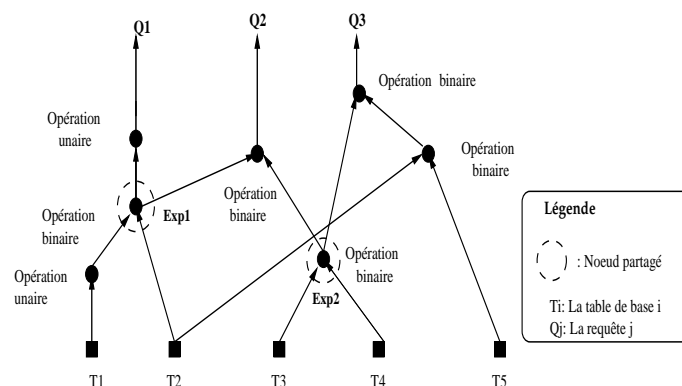 Q1
Q2
Q3
Opération binaire
Opération
unaire
Opération
binaire
Opération
binaire
Exp1
Opération
binaire
Opération
binaire
Opération
unaire
Exp2
T1
T2
T3
T4
T5
Légende
: Noeud partagé
Ti: La table de base i
Qj: La requête j